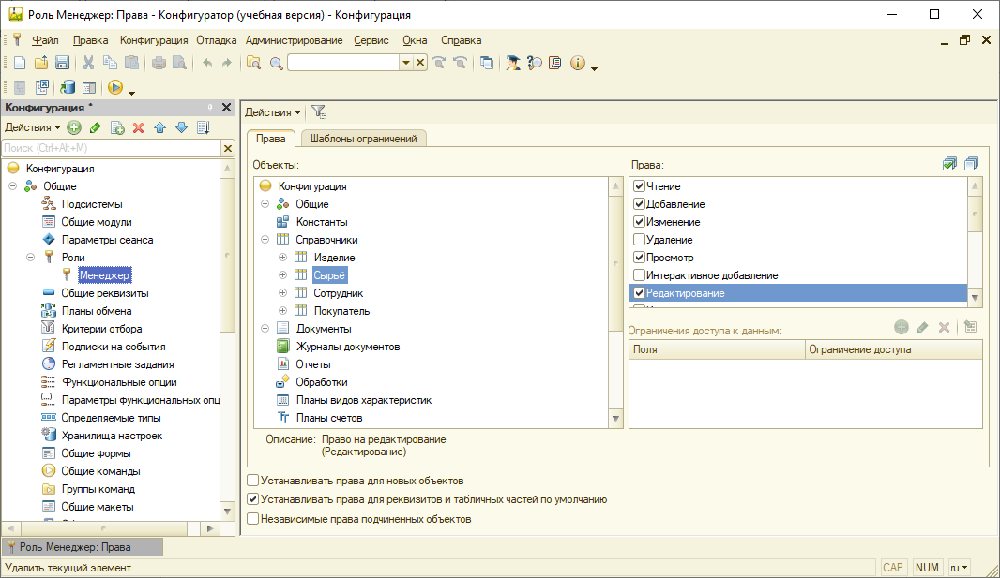 Роль Менеджер: Права - Конфигуратор (учебная версия) - Конфигурация
Файл Правка Конфигурация Отладка Администрирование Сервис Окна Справка
Конфигурация *
Действия
Поиск (Ctrl+Alt+M)
Конфигурация
Общие
Подсистемы
Общие модули
Параметры сеанса
Роли
Менеджер
Общие реквизиты
Планы обмена
Критерии отбора
Подписки на события
Регламентные задания
Функциональные опции
Параметры функциональных опц
Определяемые типы
Хранилища настроек
Общие формы
Общие команды
Группы команд
Общие макеты
Действия
Права
Шаблоны ограничений
Объекты:
Конфигурация
Общие
Константы
Справочники
Изделие
Сырьё
Сотрудник
Покупатель
Документы
Журналы документов
Отчеты
Обработки
Планы видов характеристик
Планы счетов
Права:
Чтение
Добавление
Изменение
Удаление
Просмотр
Интерактивное добавление
Редактирование
Ограничения доступа к данным:
Поля
Ограничение доступа
Описание: Право на редактирование
(Редактирование)
Устанавливать права для новых объектов
Устанавливать права для реквизитов и табличных частей по умолчанию
Независимые права подчиненных объектов
Роль Менеджер: Права
Удалить текущий элемент
CAP NUM ru